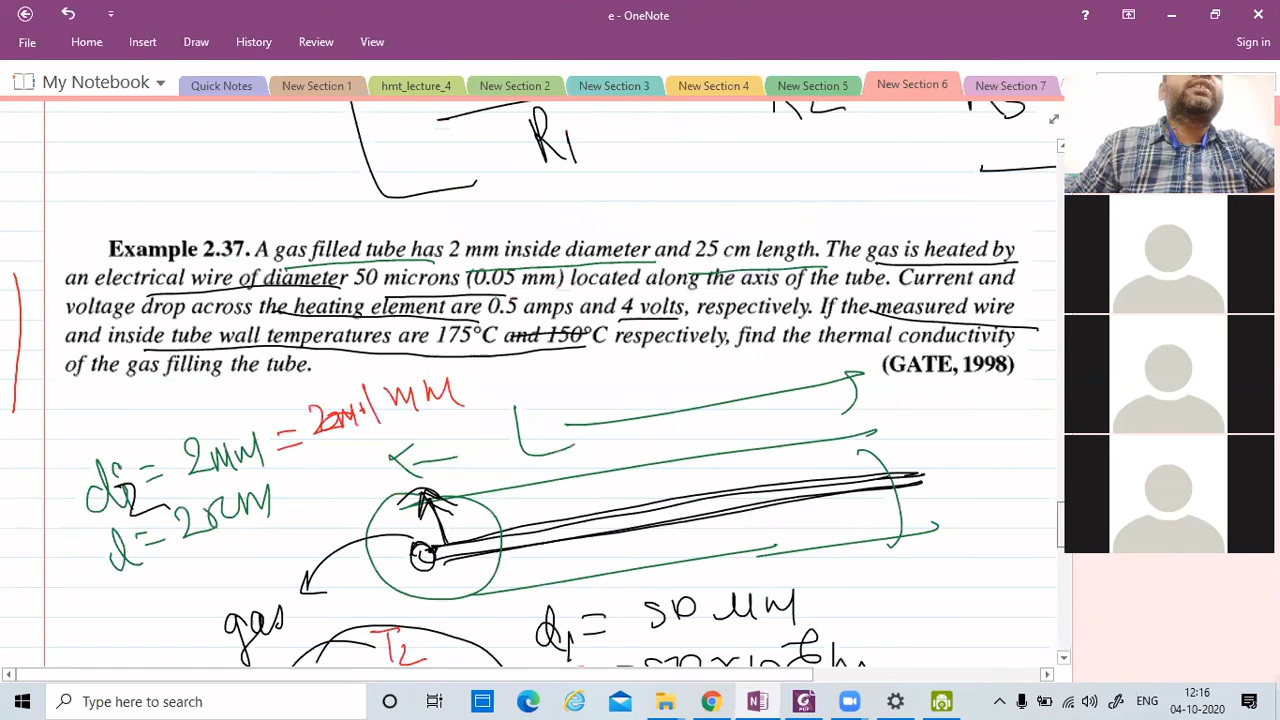 e - OneNote
Sign in
File Home Insert Draw History Review View
My Notebook
Quick Notes New Section 1 hmt_lecture_4 New Section 2 New Section 3 New Section 4 New Section 5 New Section 6 New Section 7
R1
Example 2.37. A gas filled tube has 2 mm inside diameter and 25 cm length. The gas is heated by
an electrical wire of diameter 50 microns (0.05 mm) located along the axis of the tube. Current and
voltage drop across the heating element are 0.5 amps and 4 volts, respectively. If the measured wire
and inside tube wall temperatures are 175°C and 150°C respectively, find the thermal conductivity
of the gas filling the tube.
(GATE, 1998)
= 2mm =
L
gas
T2
d1 = 50 μm
Type here to search
ENG
2:16
04-10-2020